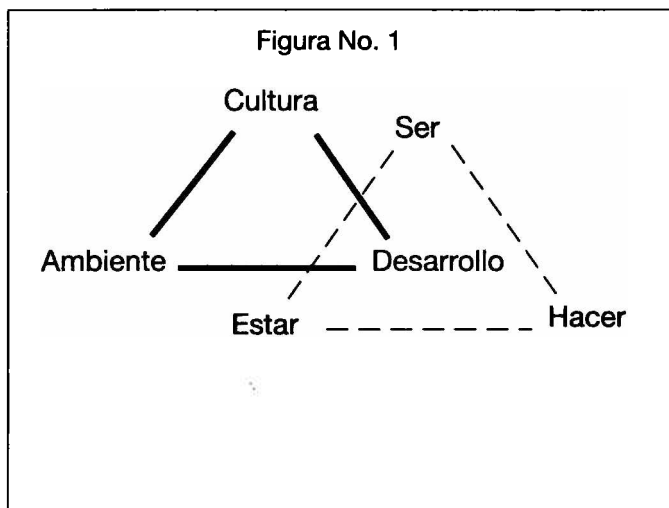 Figura No. 1
Cultura
Ser
Ambiente
Desarrollo
Estar
Hacer